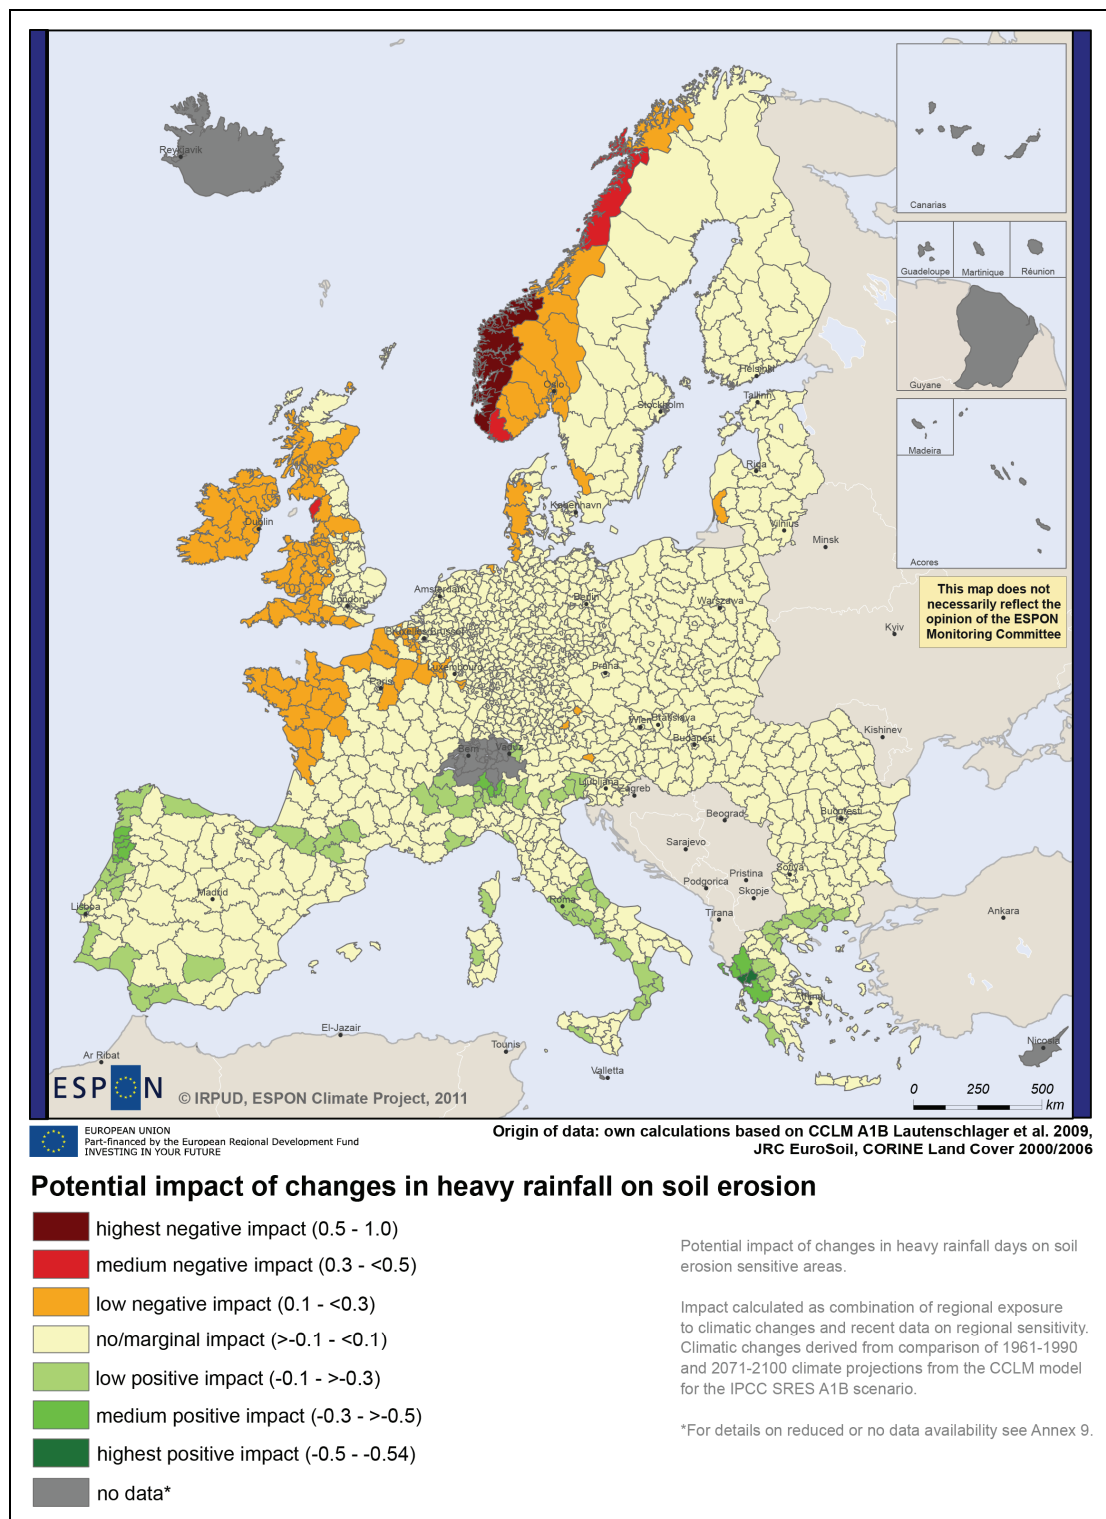 Reykjavik
Canarias
Guadeloupe
Martinique
Réunion
Guyane
Madeira
Acores
This map does not
necessarily reflect the
opinion of the ESPON
Monitoring Committee
Oslo
Helsinki
Tallinn
Stockholm
Riga
København
Vilnius
Minsk
Dublin
London
Amsterdam
Berlin
Warszawa
Kyiv
Bruxelles/Brussel
Luxembourg
Paris
Praha
Wien
Bratislava
Budapest
Kishinev
Bern
Vaduz
Ljubljana
Zagreb
Beograd
Bucuresti
Sarajevo
Podgorica
Pristina
Skopje
Sofiya
Tirana
Ankara
Madrid
Lisboa
Roma
Athinai
Nicosia
El-Jazair
Tounis
Ar Ribat
Valletta
0 250 500
km
ESPON
© IRPUD, ESPON Climate Project, 2011
EUROPEAN UNION
Part-financed by the European Regional Development Fund
INVESTING IN YOUR FUTURE
Origin of data: own calculations based on CCLM A1B Lautenschlager et al. 2009,
JRC EuroSoil, CORINE Land Cover 2000/2006
Potential impact of changes in heavy rainfall on soil erosion
highest negative impact (0.5 - 1.0)
medium negative impact (0.3 - <0.5)
low negative impact (0.1 - <0.3)
no/marginal impact (>-0.1 - <0.1)
low positive impact (-0.1 - >-0.3)
medium positive impact (-0.3 - >-0.5)
highest positive impact (-0.5 - -0.54)
no data*
Potential impact of changes in heavy rainfall days on soil
erosion sensitive areas.
Impact calculated as combination of regional exposure
to climatic changes and recent data on regional sensitivity.
Climatic changes derived from comparison of 1961-1990
and 2071-2100 climate projections from the CCLM model
for the IPCC SRES A1B scenario.
*For details on reduced or no data availability see Annex 9.